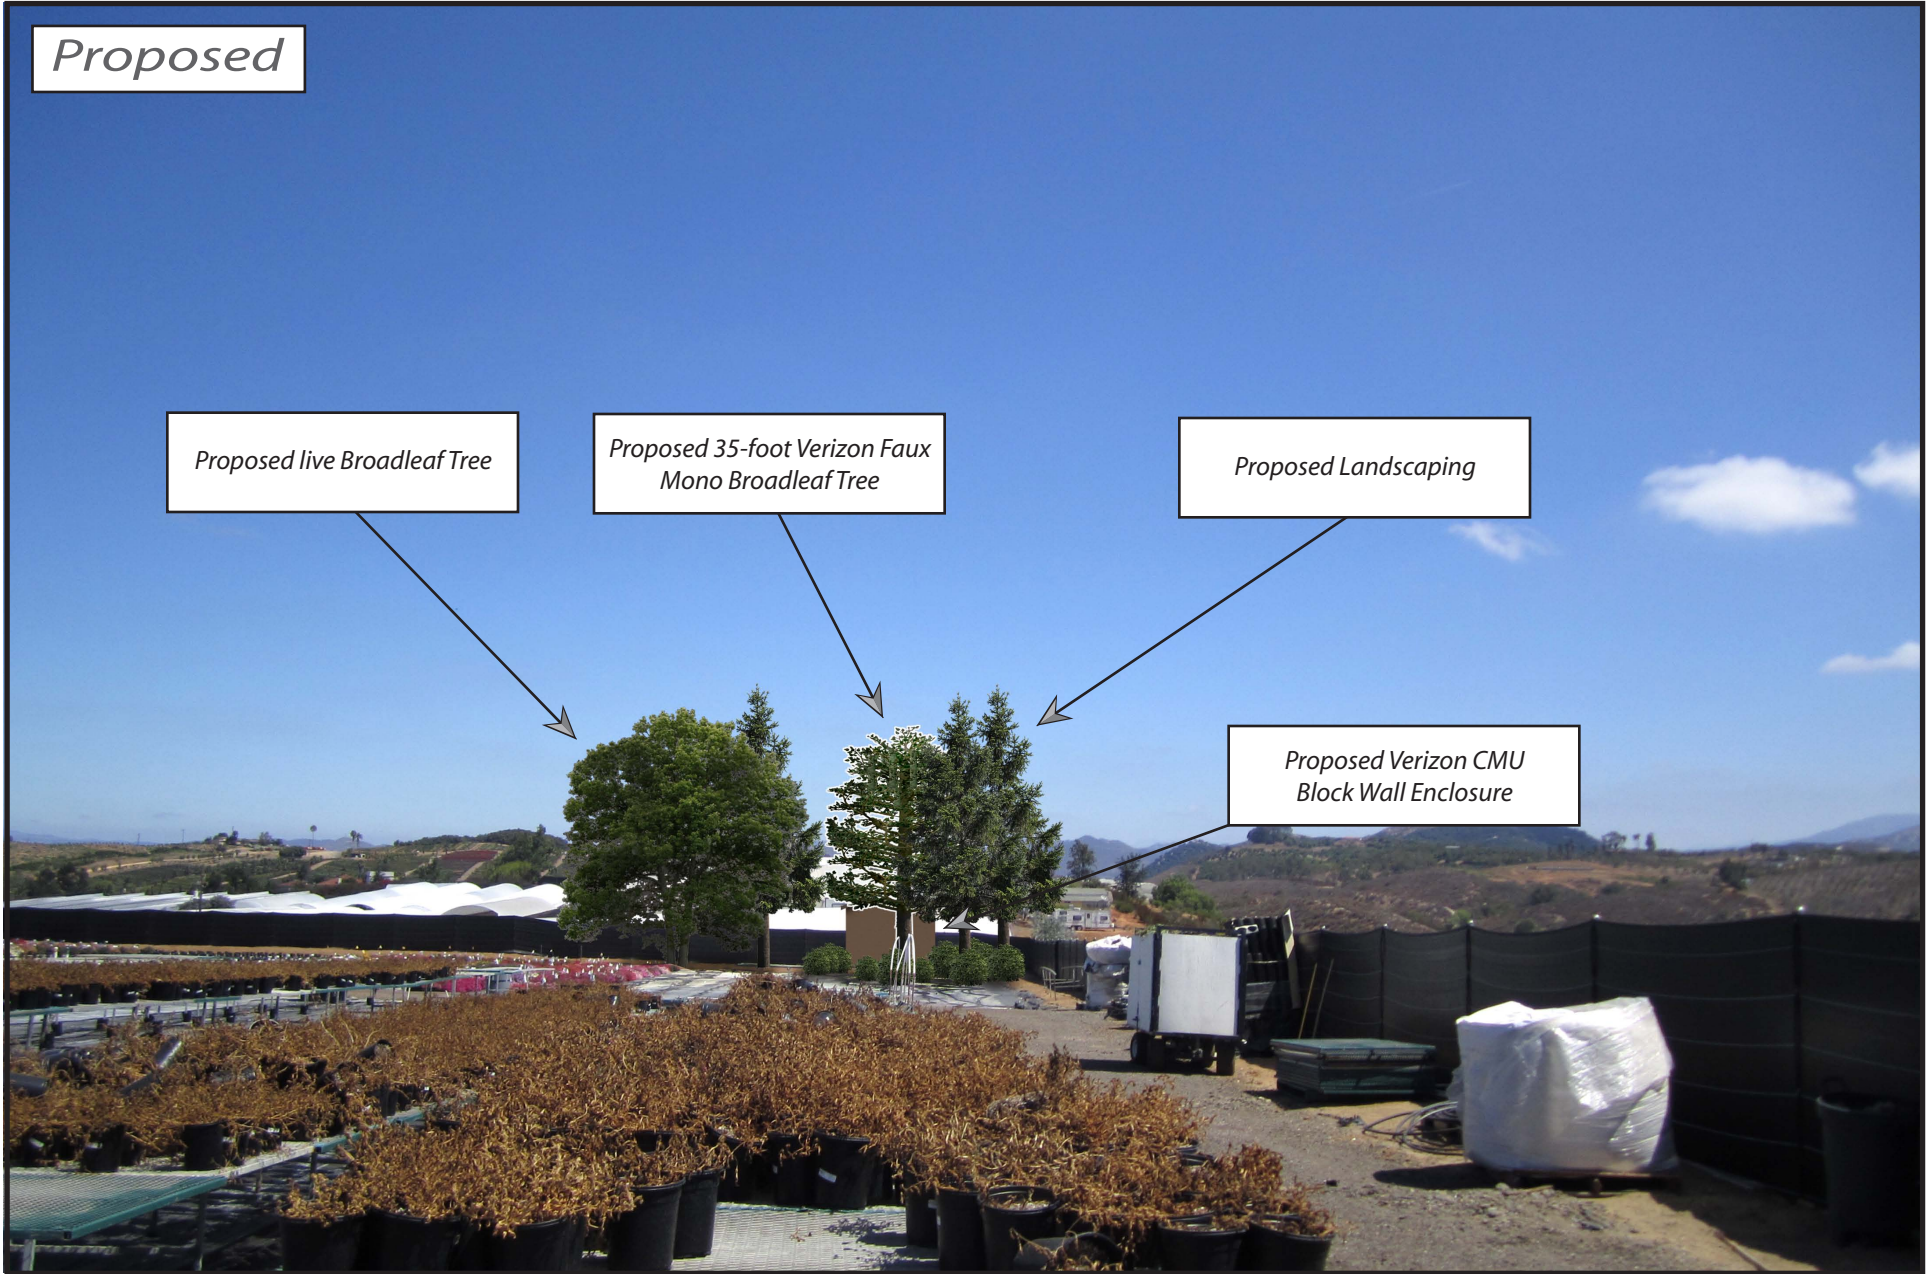 Proposed
Proposed live Broadleaf Tree
Proposed 35-foot Verizon Faux
Mono Broadleaf Tree
Proposed Landscaping
Proposed Verizon CMU
Block Wall Enclosure